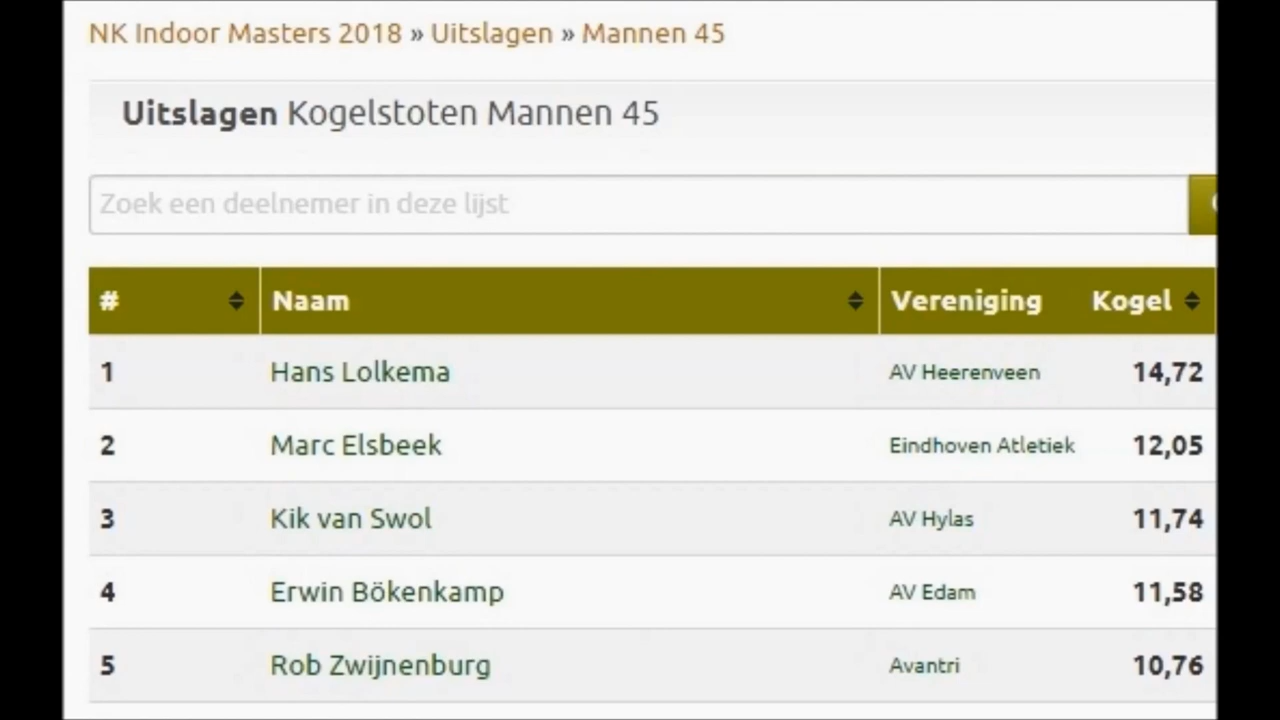 NK Indoor Masters 2018 » Uitslagen » Mannen 45
Uitslagen Kogelstoten Mannen 45
Zoek een deelnemer in deze lijst
# Naam Vereniging Kogel
1 Hans Lolkema AV Heerenveen 14,72
2 Marc Elsbeek Eindhoven Atletiek 12,05
3 Kik van Swol AV Hylas 11,74
4 Erwin Bökenkamp AV Edam 11,58
5 Rob Zwijnenburg Avantri 10,76